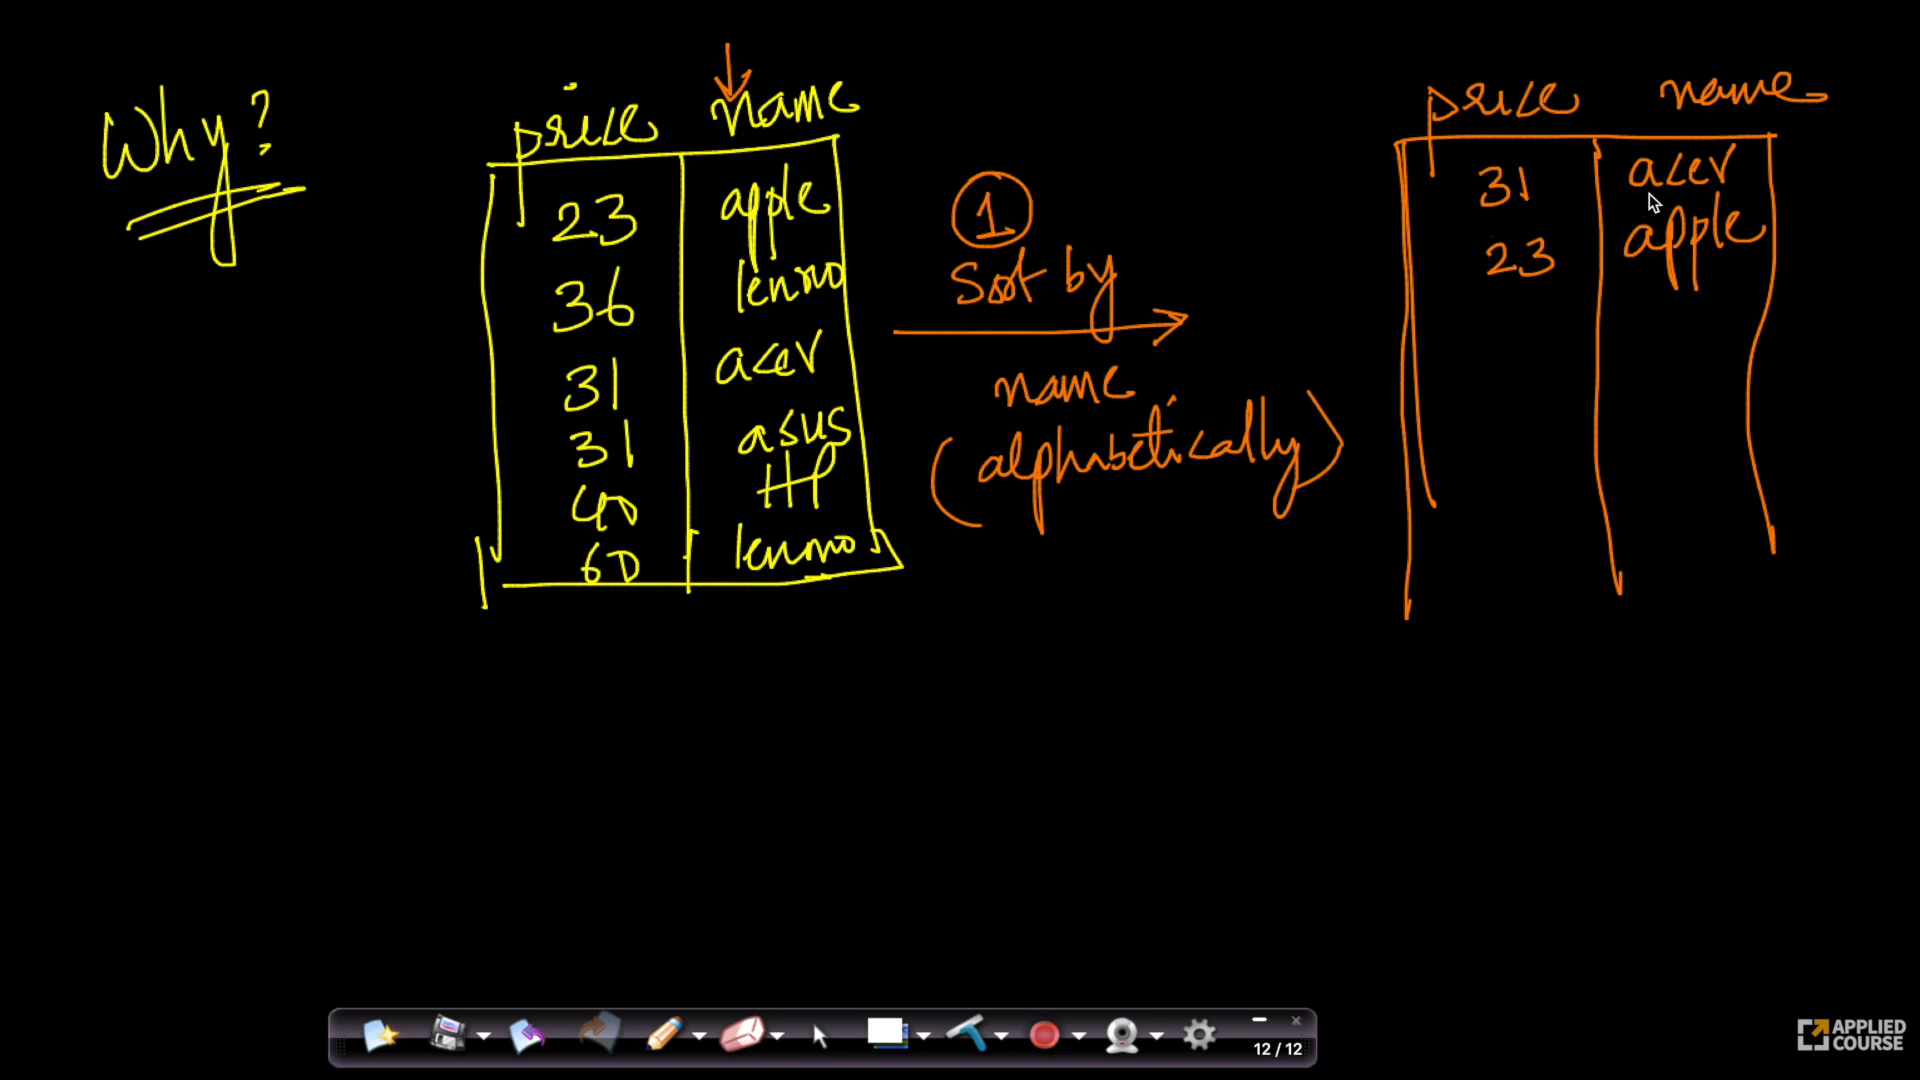 Why?
price name
23 apple
36 lenovo
31 acer
31 asus
40 HP
60 lenovo
1
Sort by
name
(alphabetically)
price name
31 acer
23 apple
12 / 12
APPLIED
COURSE